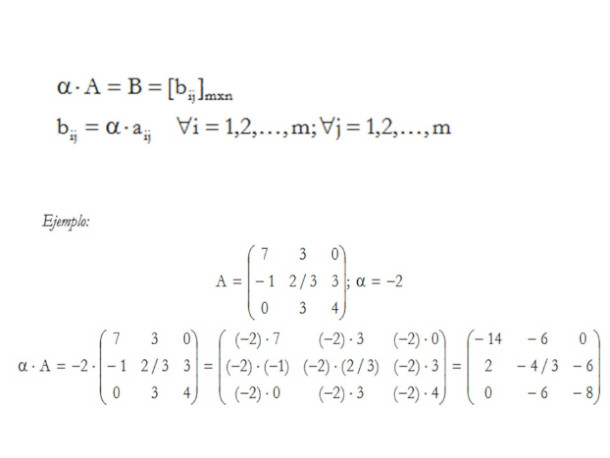 α · A = B = [b_ij]_mxn
b_ij = α · a_ij ∀i = 1,2,…,m; ∀j = 1,2,…,m
Ejemplo:
A = ( 7 3 0 ; −1 2/3 3 ; 0 3 4 ); α = −2
α · A = −2 · ( 7 3 0 ; −1 2/3 3 ; 0 3 4 ) = ( (−2)·7 (−2)·3 (−2)·0 ; (−2)·(−1) (−2)·(2/3) (−2)·3 ; (−2)·0 (−2)·3 (−2)·4 ) = ( −14 −6 0 ; 2 −4/3 −6 ; 0 −6 −8 )